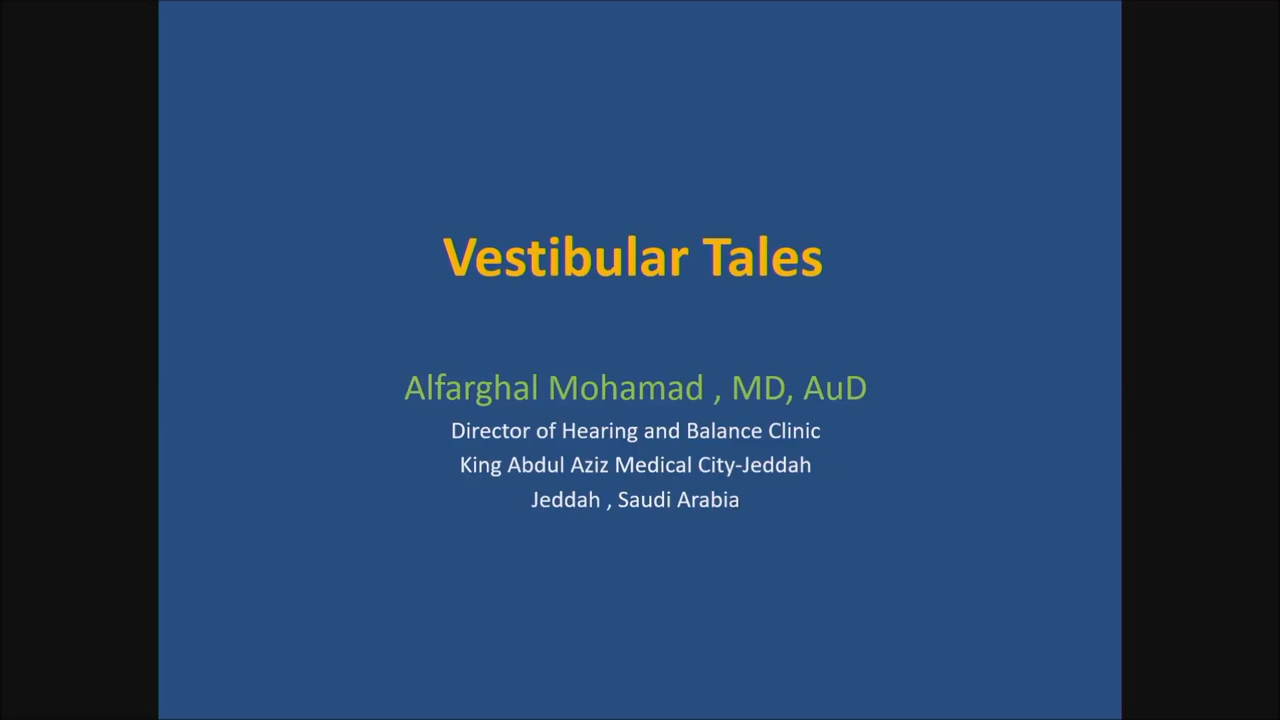 Vestibular Tales
Alfarghal Mohamad , MD, AuD
Director of Hearing and Balance Clinic
King Abdul Aziz Medical City-Jeddah
Jeddah , Saudi Arabia